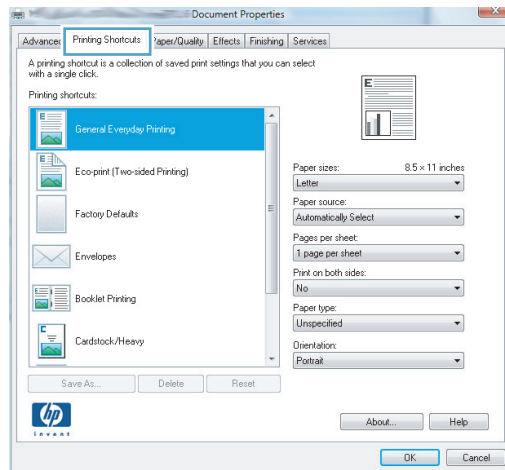 Document Properties
Advanced Printing Shortcuts Paper/Quality Effects Finishing Services
A printing shortcut is a collection of saved print settings that you can select
with a single click.
Printing shortcuts:
General Everyday Printing
Eco-print (Two-sided Printing)
Factory Defaults
Envelopes
Booklet Printing
Cardstock/Heavy
Save As... Delete Reset
E
Paper sizes: 8.5 × 11 inches
Letter
Paper source:
Automatically Select
Pages per sheet:
1 page per sheet
Print on both sides:
No
Paper type:
Unspecified
Orientation:
Portrait
hp
invent
About... Help
OK Cancel